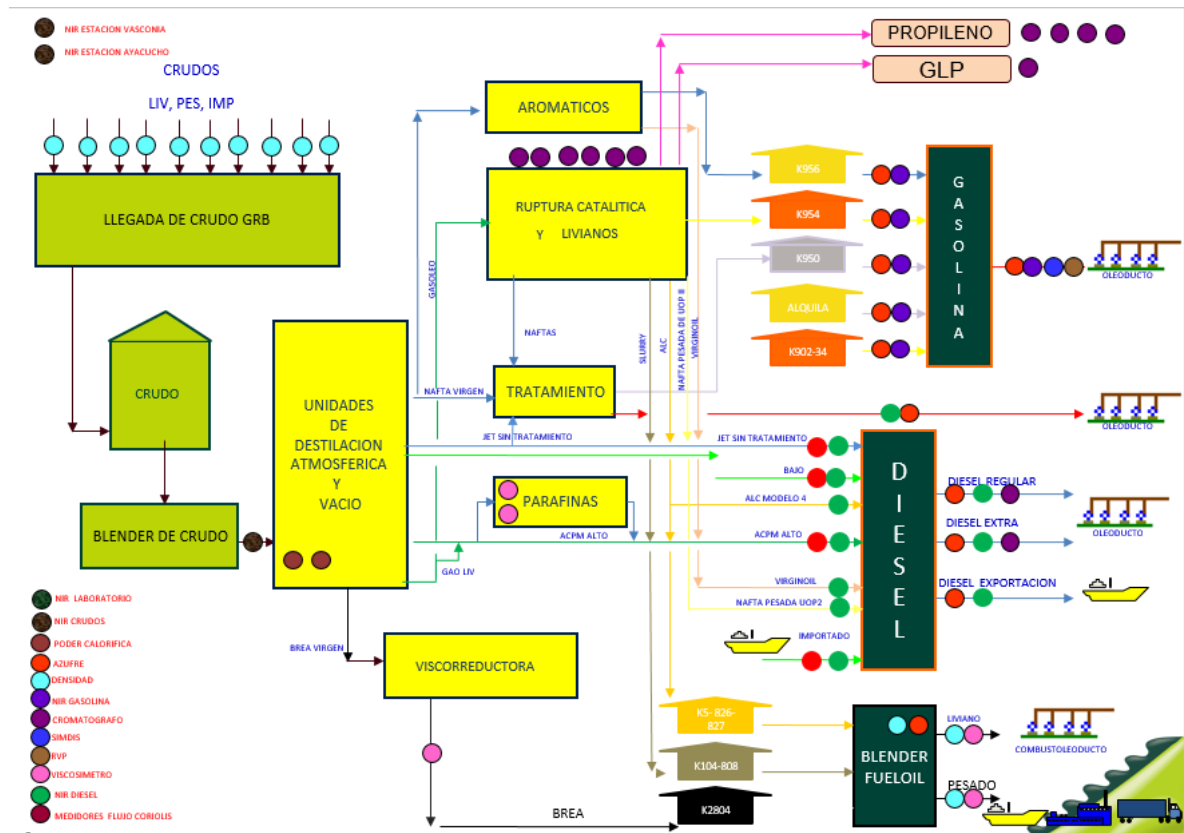 NIR ESTACION VASCONIA
NIR ESTACION AYACUCHO
CRUDOS
LIV, PES, IMP
LLEGADA DE CRUDO GRB
CRUDO
BLENDER DE CRUDO
UNIDADES
DE
DESTILACION
ATMOSFERICA
Y
VACIO
AROMATICOS
RUPTURA CATALITICA
Y LIVIANOS
GASOLEO
NAFTAS
NAFTA VIRGEN
TRATAMIENTO
JET SIN TRATAMIENTO
PARAFINAS
ACPM ALTO
GAO LIV
BREA VIRGEN
VISCORREDUCTORA
BREA
SLURRY
ALC
NAFTA PESADA DE UOP II
VIRGINOIL
PROPILENO
GLP
K956
K954
K950
ALQUILA
K902-34
GASOLINA
OLEODUCTO
OLEODUCTO
JET SIN TRATAMIENTO
BAJO
ALC MODELO 4
ACPM ALTO
VIRGINOIL
NAFTA PESADA UOP2
IMPORTADO
DIESEL
DIESEL REGULAR
DIESEL EXTRA
OLEODUCTO
DIESEL EXPORTACION
K5- 826-
827
K104-808
K2804
BLENDER
FUELOIL
LIVIANO
COMBUSTOLEODUCTO
PESADO
NIR LABORATORIO
NIR CRUDOS
PODER CALORIFICA
AZUFRE
DENSIDAD
NIR GASOLINA
CROMATOGRAFO
SIMDIS
RVP
VISCOSIMETRO
NIR DIESEL
MEDIDORES FLUJO CORIOLIS